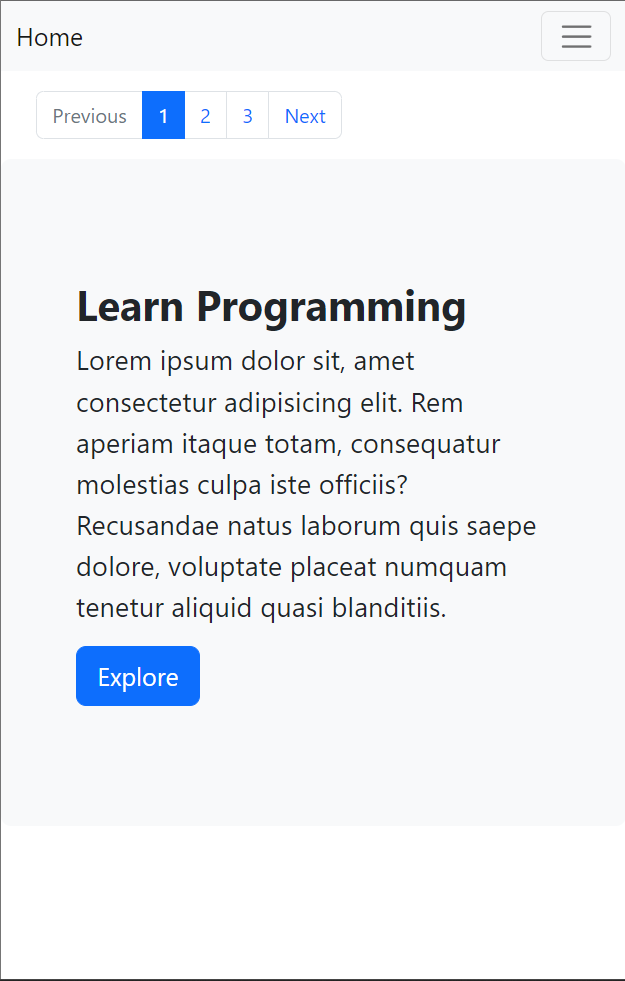 Home
Previous 1 2 3 Next
Learn Programming
Lorem ipsum dolor sit, amet
consectetur adipisicing elit. Rem
aperiam itaque totam, consequatur
molestias culpa iste officiis?
Recusandae natus laborum quis saepe
dolore, voluptate placeat numquam
tenetur aliquid quasi blanditiis.
Explore